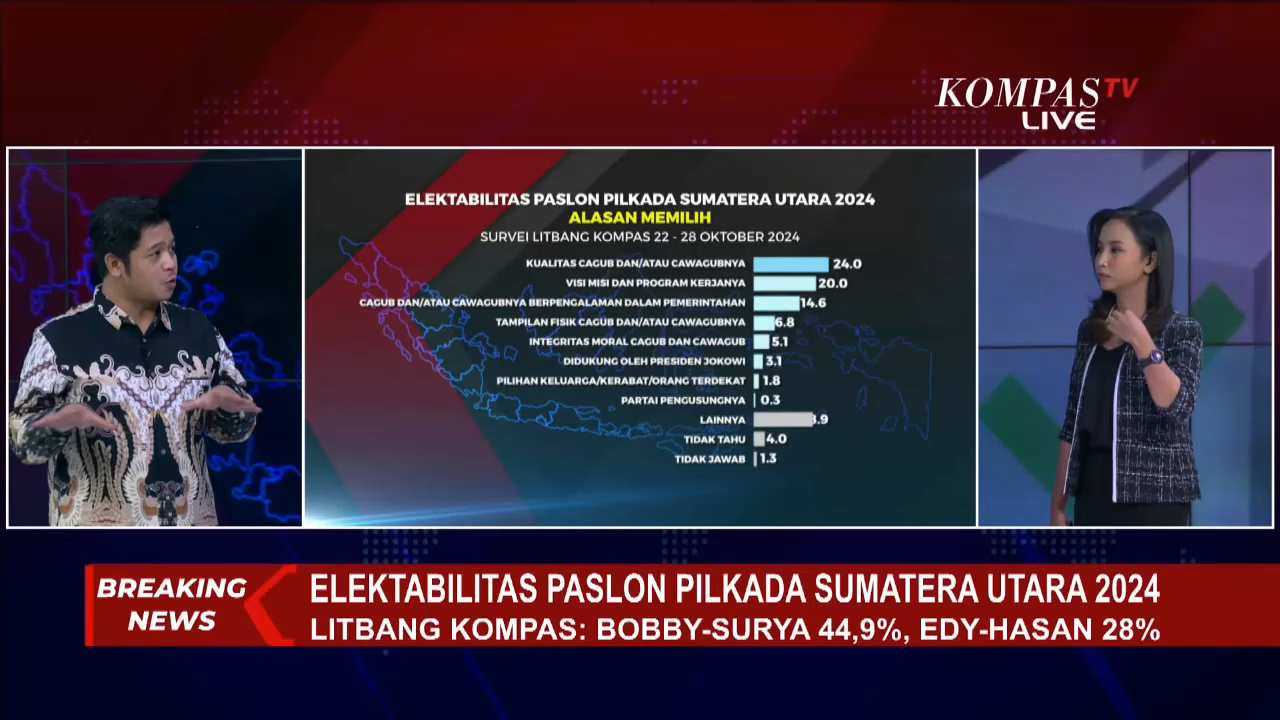 KOMPAS TV
LIVE
ELEKTABILITAS PASLON PILKADA SUMATERA UTARA 2024
ALASAN MEMILIH
SURVEI LITBANG KOMPAS 22 - 28 OKTOBER 2024
KUALITAS CAGUB DAN/ATAU CAWAGUBNYA 24.0
VISI MISI DAN PROGRAM KERJANYA 20.0
CAGUB DAN/ATAU CAWAGUBNYA BERPENGALAMAN DALAM PEMERINTAHAN 14.6
TAMPILAN FISIK CAGUB DAN/ATAU CAWAGUBNYA 6.8
INTEGRITAS MORAL CAGUB DAN CAWAGUB 5.1
DIDUKUNG OLEH PRESIDEN JOKOWI 3.1
PILIHAN KELUARGA/KERABAT/ORANG TERDEKAT 1.8
PARTAI PENGUSUNGNYA 0.3
LAINNYA
TIDAK TAHU 4.0
TIDAK JAWAB 1.3
BREAKING NEWS
ELEKTABILITAS PASLON PILKADA SUMATERA UTARA 2024
LITBANG KOMPAS: BOBBY-SURYA 44,9%, EDY-HASAN 28%